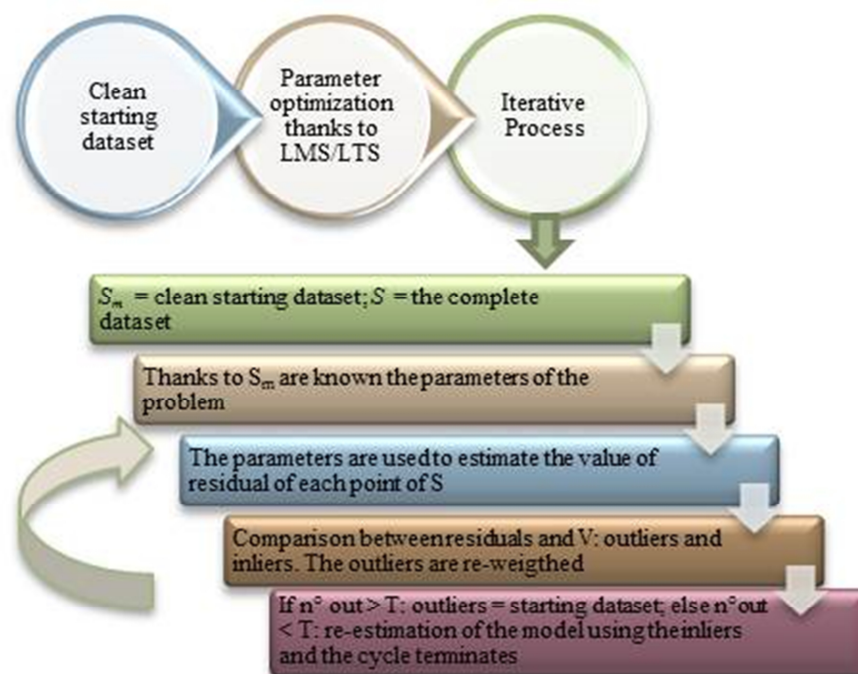 Clean
starting
dataset
Parameter
optimization
thanks to
LMS/LTS
Iterative
Process
Sm = clean starting dataset; S = the complete
dataset
Thanks to Sm are known the parameters of the
problem
The parameters are used to estimate the value of
residual of each point of S
Comparison between residuals and V: outliers and
inliers. The outliers are re-weigthed
If n° out > T: outliers = starting dataset; else n°out
< T: re-estimation of the model using the inliers
and the cycle terminates